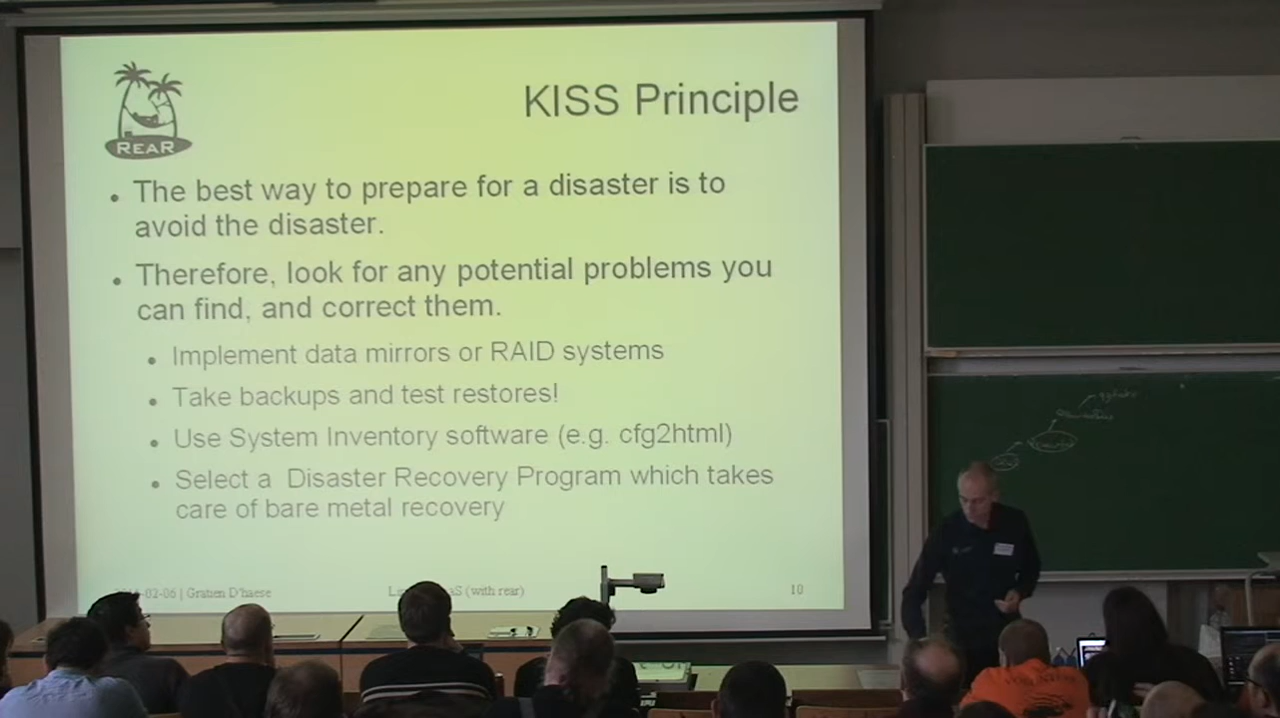 REAR
KISS Principle
• The best way to prepare for a disaster is to
avoid the disaster.
• Therefore, look for any potential problems you
can find, and correct them.
• Implement data mirrors or RAID systems
• Take backups and test restores!
• Use System Inventory software (e.g. cfg2html)
• Select a Disaster Recovery Program which takes
care of bare metal recovery
-02-06 | Gratien D'haese
(with rear)
10